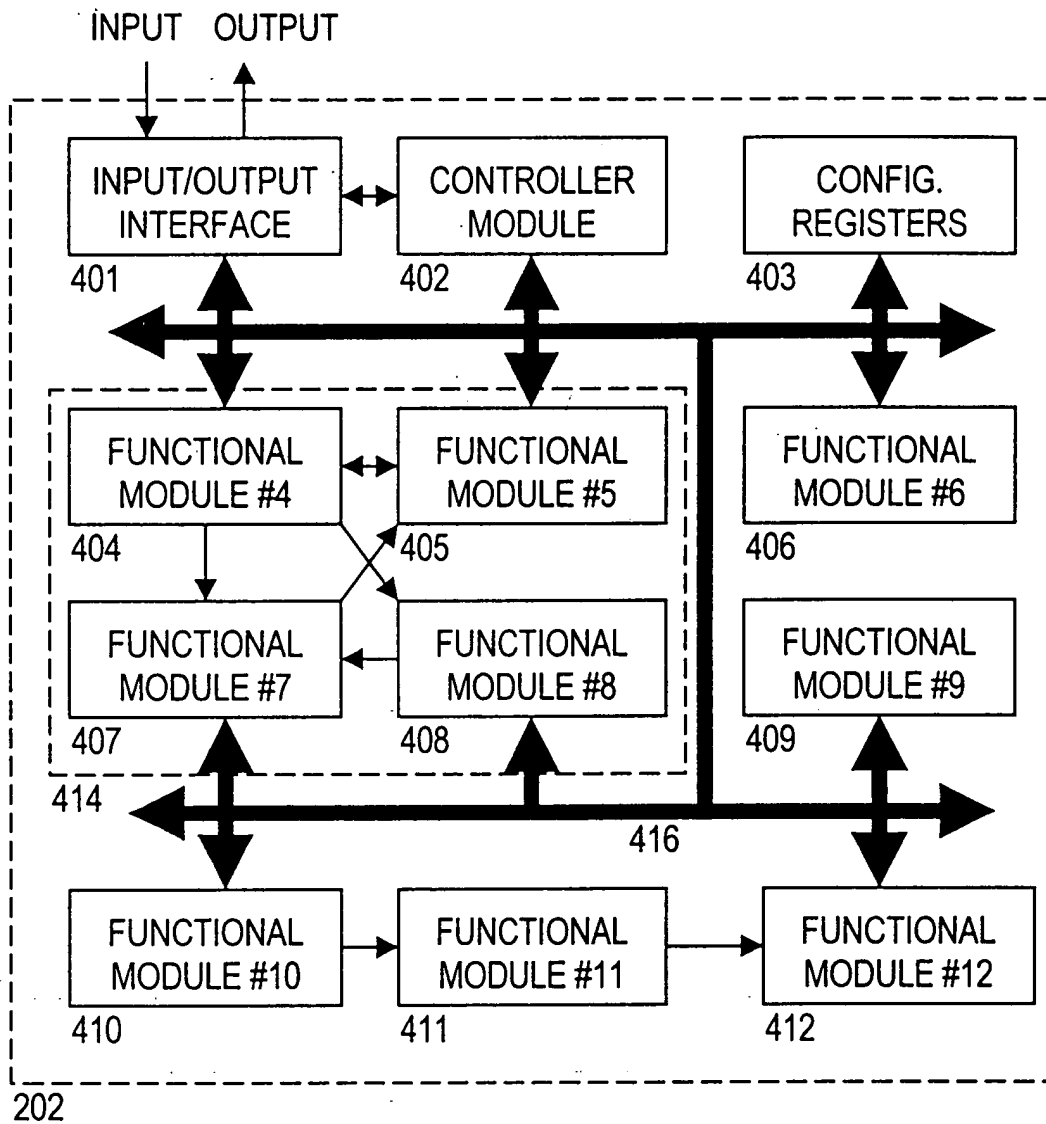 INPUT OUTPUT
INPUT/OUTPUT
INTERFACE
401
CONTROLLER
MODULE
402
CONFIG.
REGISTERS
403
FUNCTIONAL
MODULE #4
404
FUNCTIONAL
MODULE #5
405
FUNCTIONAL
MODULE #6
406
FUNCTIONAL
MODULE #7
407
FUNCTIONAL
MODULE #8
408
FUNCTIONAL
MODULE #9
409
414
416
FUNCTIONAL
MODULE #10
410
FUNCTIONAL
MODULE #11
411
FUNCTIONAL
MODULE #12
412
202